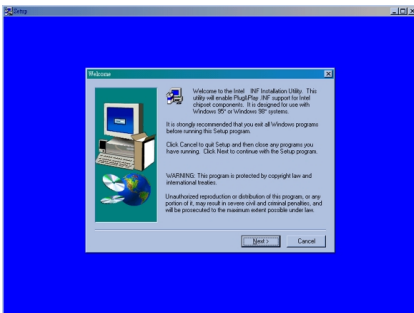 Setup
Welcome
Welcome to the Intel INF Installation Utility. This
utility will enable Plug&Play INF support for Intel
chipset components. It is designed for use with
Windows 95* or Windows 98* systems.
It is strongly recommended that you exit all Windows programs
before running this Setup program.
Click Cancel to quit Setup and then close any programs you
have running. Click Next to continue with the Setup program.
WARNING: This program is protected by copyright law and
international treaties.
Unauthorized reproduction or distribution of this program, or any
portion of it, may result in severe civil and criminal penalties, and
will be prosecuted to the maximum extent possible under law.
Next >
Cancel